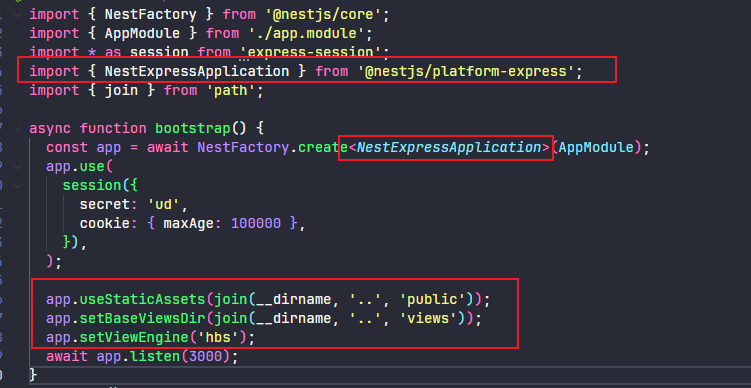 import { NestFactory } from '@nestjs/core';
import { AppModule } from './app.module';
import * as session from 'express-session';
import { NestExpressApplication } from '@nestjs/platform-express';
import { join } from 'path';

async function bootstrap() {
  const app = await NestFactory.create<NestExpressApplication>(AppModule);
  app.use(
    session({
      secret: 'ud',
      cookie: { maxAge: 100000 },
    }),
  );

  app.useStaticAssets(join(__dirname, '..', 'public'));
  app.setBaseViewsDir(join(__dirname, '..', 'views'));
  app.setViewEngine('hbs');
  await app.listen(3000);
}